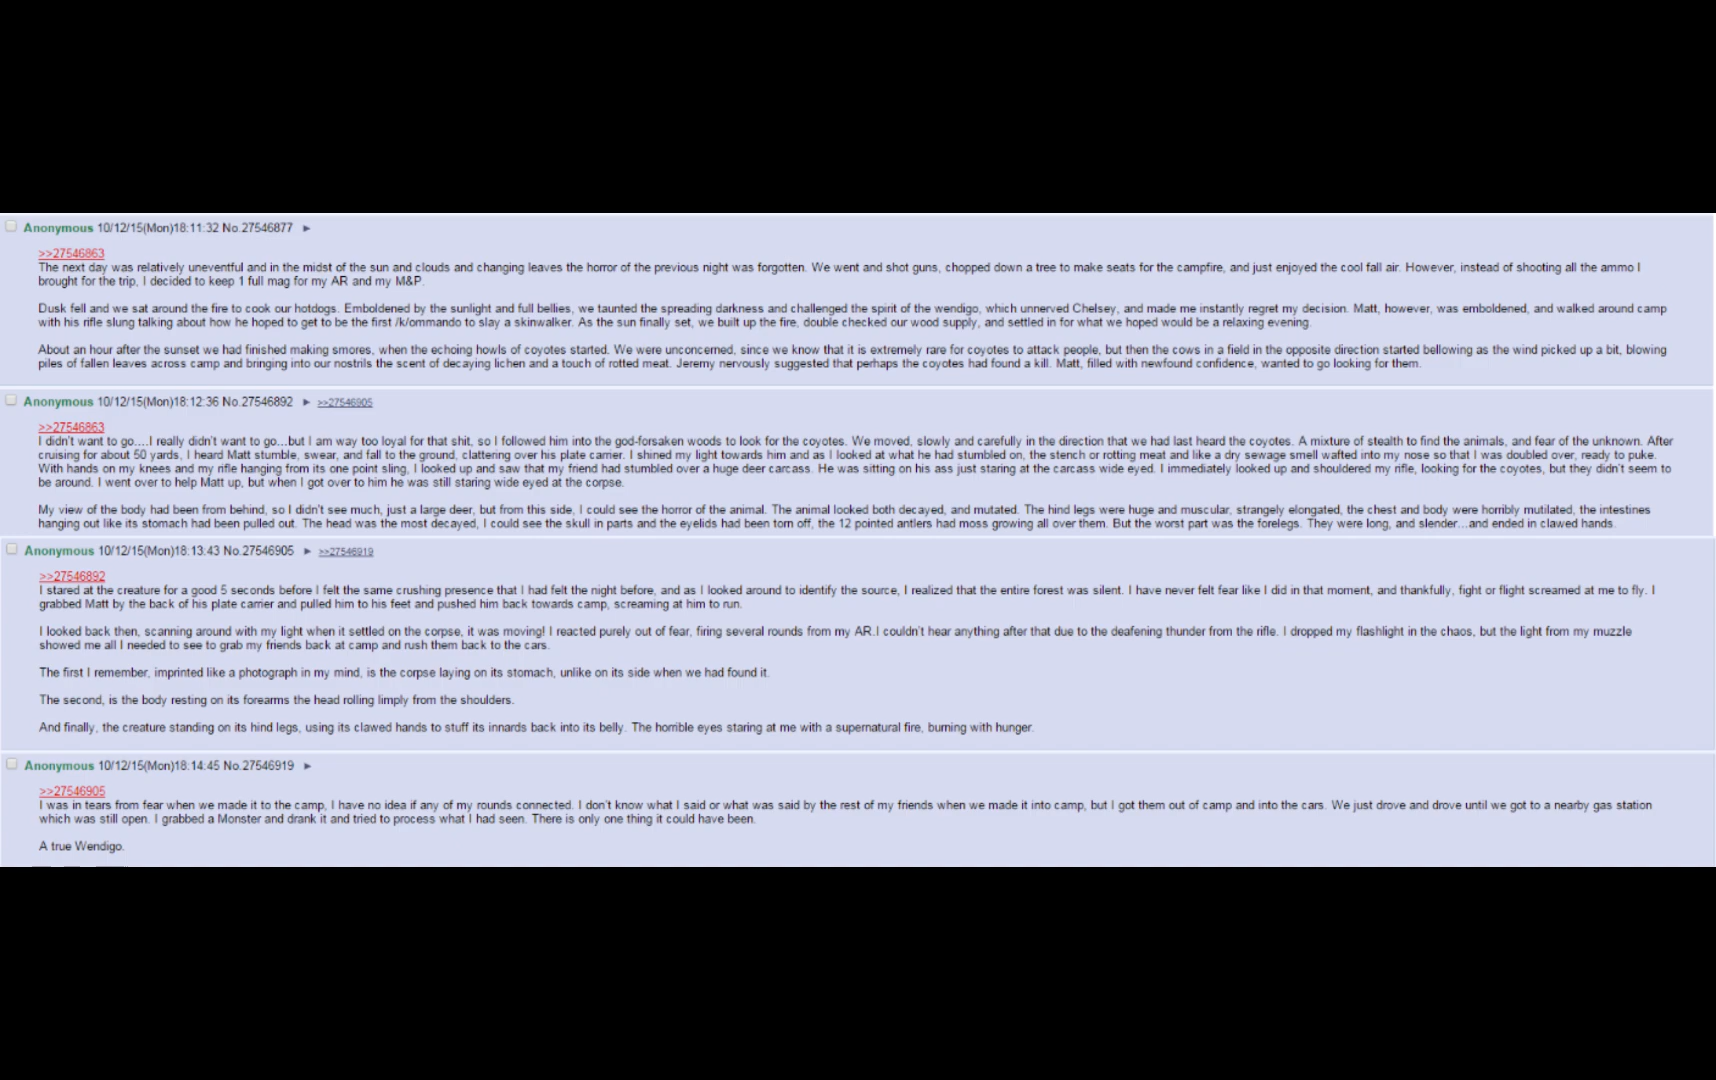 Anonymous 10/12/15(Mon)18:11:32 No.27546877 ▶
>>27546863
The next day was relatively uneventful and in the midst of the sun and clouds and changing leaves the horror of the previous night was forgotten. We went and shot guns, chopped down a tree to make seats for the campfire, and just enjoyed the cool fall air. However, instead of shooting all the ammo I
brought for the trip, I decided to keep 1 full mag for my AR and my M&P.
Dusk fell and we sat around the fire to cook our hotdogs. Emboldened by the sunlight and full bellies, we taunted the spreading darkness and challenged the spirit of the wendigo, which unnerved Chelsey, and made me instantly regret my decision. Matt, however, was emboldened, and walked around camp
with his rifle slung talking about how he hoped to get to be the first /k/ommando to slay a skinwalker. As the sun finally set, we built up the fire, double checked our wood supply, and settled in for what we hoped would be a relaxing evening.
About an hour after the sunset we had finished making smores, when the echoing howls of coyotes started. We were unconcerned, since we know that it is extremely rare for coyotes to attack people, but then the cows in a field in the opposite direction started bellowing as the wind picked up a bit, blowing
piles of fallen leaves across camp and bringing into our nostrils the scent of decaying lichen and a touch of rotted meat. Jeremy nervously suggested that perhaps the coyotes had found a kill. Matt, filled with newfound confidence, wanted to go looking for them.
Anonymous 10/12/15(Mon)18:12:36 No.27546892 ▶ >>27546905
>>27546863
I didn't want to go....I really didn't want to go...but I am way too loyal for that shit, so I followed him into the god-forsaken woods to look for the coyotes. We moved, slowly and carefully in the direction that we had last heard the coyotes. A mixture of stealth to find the animals, and fear of the unknown. After
cruising for about 50 yards, I heard Matt stumble, swear, and fall to the ground, clattering over his plate carrier. I shined my light towards him and as I looked at what he had stumbled on, the stench or rotting meat and like a dry sewage smell wafted into my nose so that I was doubled over, ready to puke.
With hands on my knees and my rifle hanging from its one point sling, I looked up and saw that my friend had stumbled over a huge deer carcass. He was sitting on his ass just staring at the carcass wide eyed. I immediately looked up and shouldered my rifle, looking for the coyotes, but they didn't seem to
be around. I went over to help Matt up, but when I got over to him he was still staring wide eyed at the corpse.
My view of the body had been from behind, so I didn't see much, just a large deer, but from this side, I could see the horror of the animal. The animal looked both decayed, and mutated. The hind legs were huge and muscular, strangely elongated, the chest and body were horribly mutilated, the intestines
hanging out like its stomach had been pulled out. The head was the most decayed, I could see the skull in parts and the eyelids had been torn off, the 12 pointed antlers had moss growing all over them. But the worst part was the forelegs. They were long, and slender...and ended in clawed hands.
Anonymous 10/12/15(Mon)18:13:43 No.27546905 ▶ >>27546919
>>27546892
I stared at the creature for a good 5 seconds before I felt the same crushing presence that I had felt the night before, and as I looked around to identify the source, I realized that the entire forest was silent. I have never felt fear like I did in that moment, and thankfully, fight or flight screamed at me to fly. I
grabbed Matt by the back of his plate carrier and pulled him to his feet and pushed him back towards camp, screaming at him to run.
I looked back then, scanning around with my light when it settled on the corpse, it was moving! I reacted purely out of fear, firing several rounds from my AR.I couldn't hear anything after that due to the deafening thunder from the rifle. I dropped my flashlight in the chaos, but the light from my muzzle
showed me all I needed to see to grab my friends back at camp and rush them back to the cars.
The first I remember, imprinted like a photograph in my mind, is the corpse laying on its stomach, unlike on its side when we had found it.
The second, is the body resting on its forearms the head rolling limply from the shoulders.
And finally, the creature standing on its hind legs, using its clawed hands to stuff its innards back into its belly. The horrible eyes staring at me with a supernatural fire, burning with hunger.
Anonymous 10/12/15(Mon)18:14:45 No.27546919 ▶
>>27546905
I was in tears from fear when we made it to the camp, I have no idea if any of my rounds connected. I don't know what I said or what was said by the rest of my friends when we made it into camp, but I got them out of camp and into the cars. We just drove and drove until we got to a nearby gas station
which was still open. I grabbed a Monster and drank it and tried to process what I had seen. There is only one thing it could have been.
A true Wendigo.